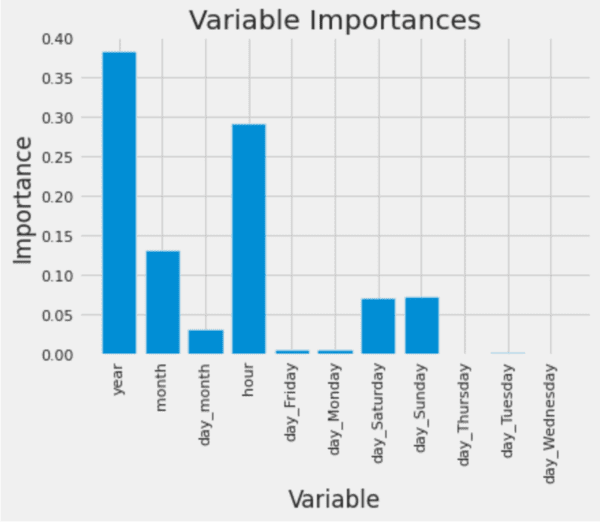 Variable Importances
Importance
0.40
0.35
0.30
0.25
0.20
0.15
0.10
0.05
0.00
year
month
day_month
hour
day_Friday
day_Monday
day_Saturday
day_Sunday
day_Thursday
day_Tuesday
day_Wednesday
Variable